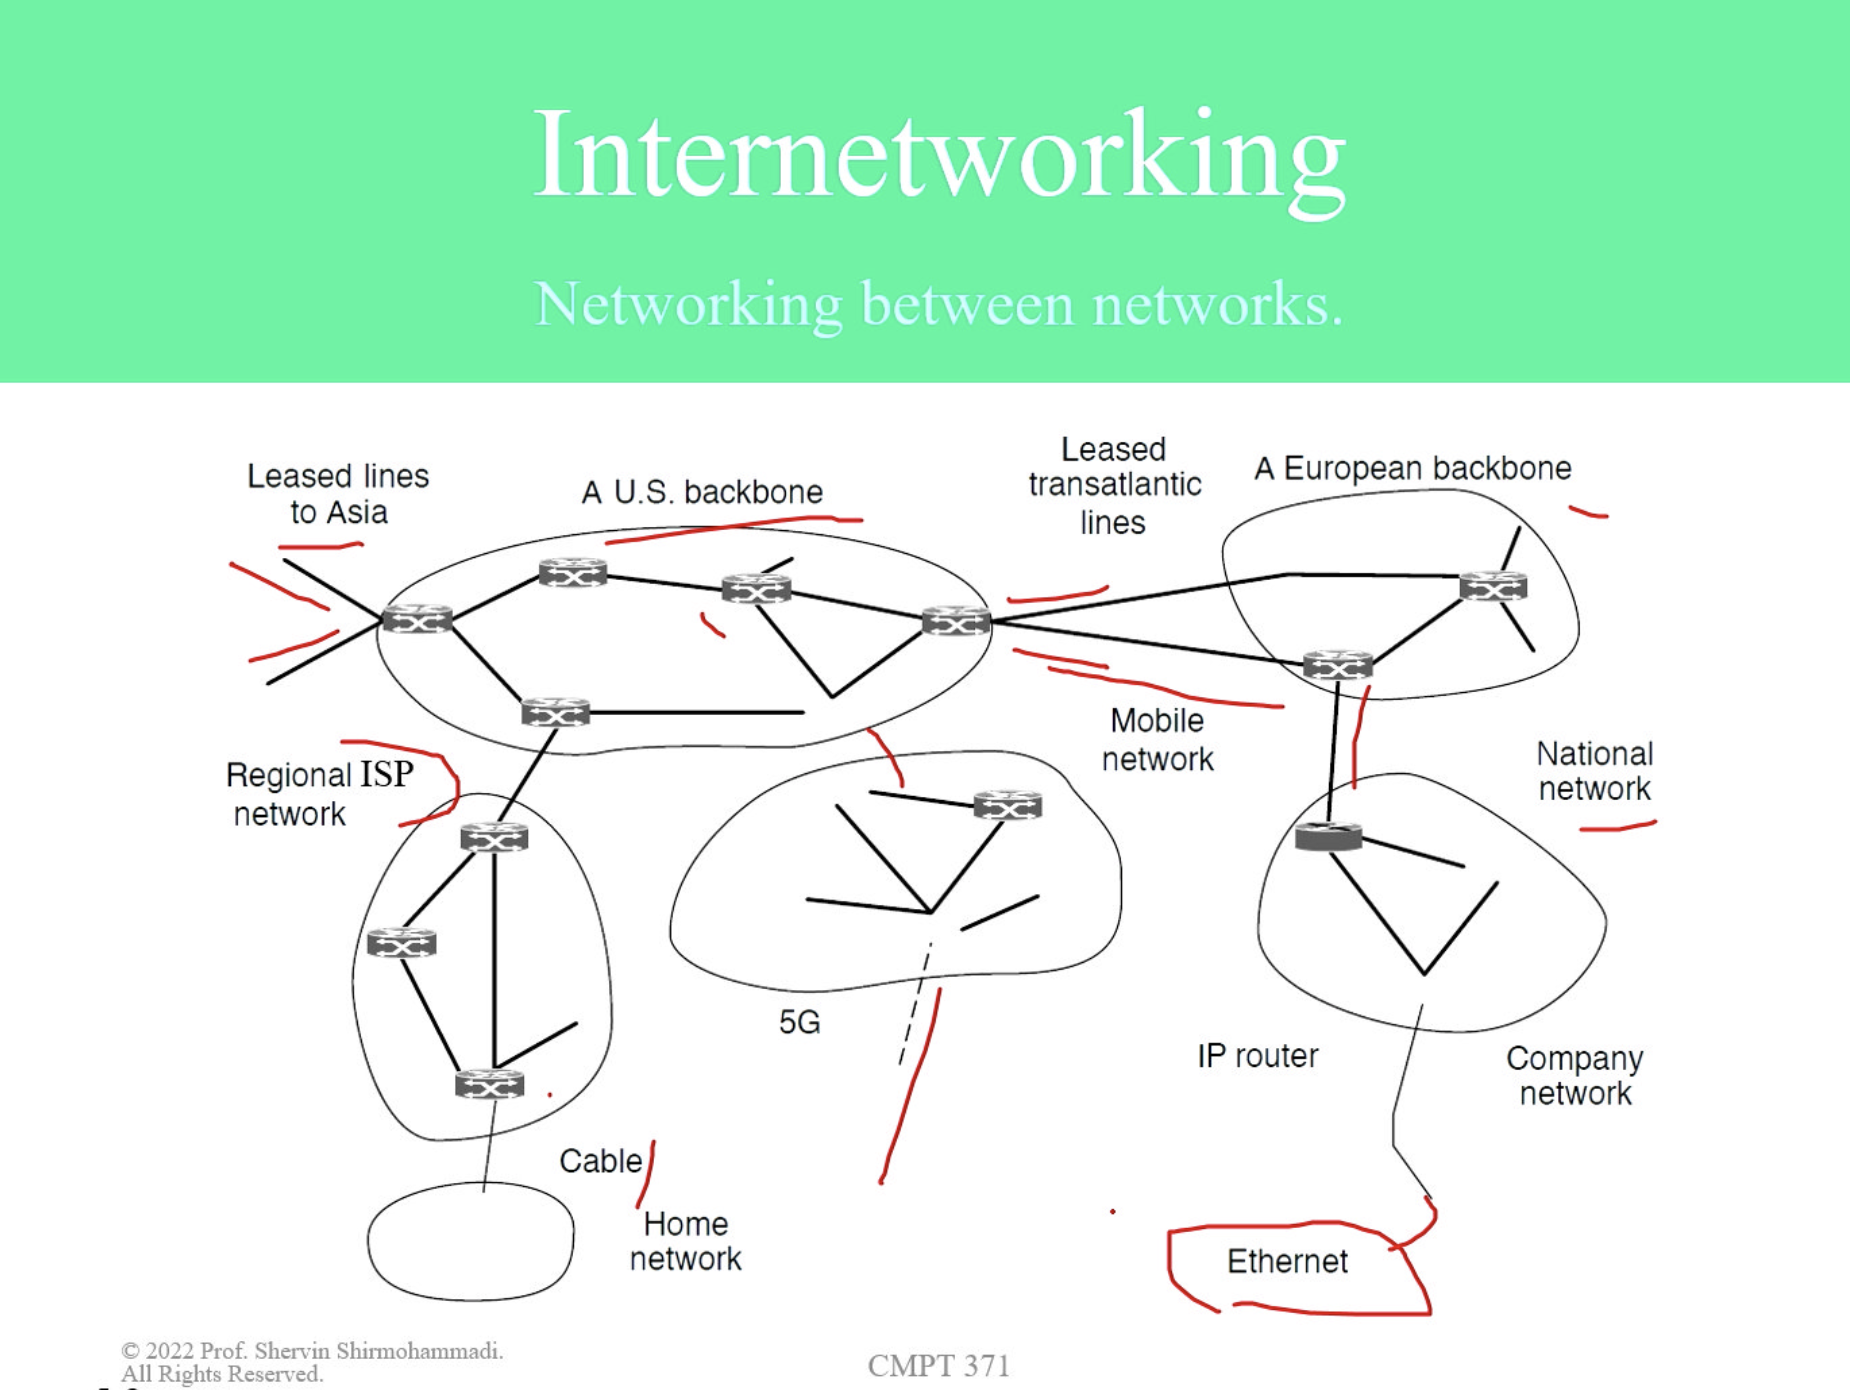 Internetworking
Networking between networks.
Leased lines
to Asia
A U.S. backbone
Leased
transatlantic
lines
A European backbone
Regional ISP
network
Mobile
network
National
network
5G
IP router
Company
network
Cable
Home
network
Ethernet
© 2022 Prof. Shervin Shirmohammadi.
All Rights Reserved.
CMPT 371